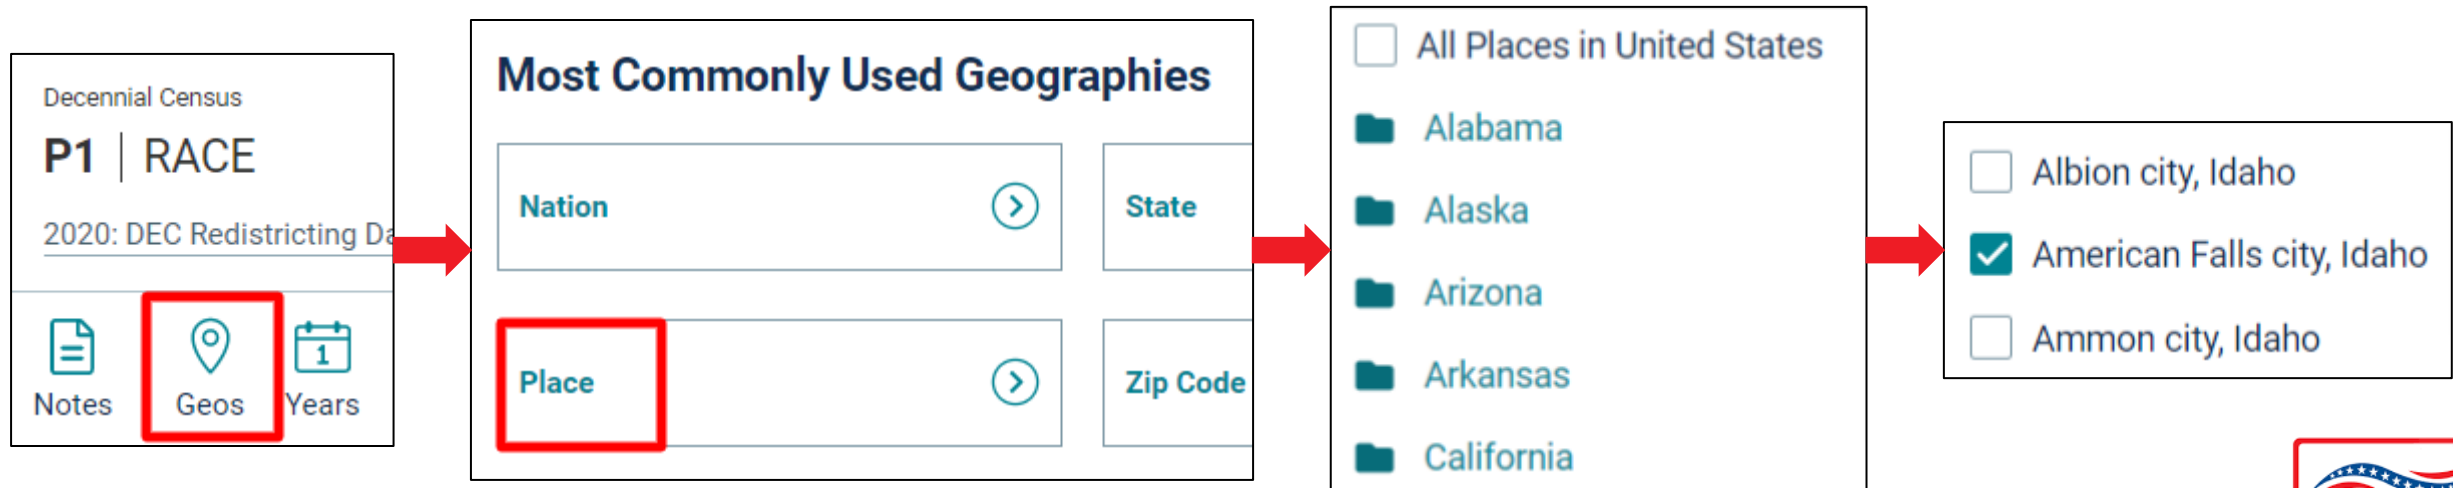 Decennial Census
P1 | RACE
2020: DEC Redistricting Da
Notes
Geos
1
Years
Most Commonly Used Geographies
Nation
State
Place
Zip Code
All Places in United States
Alabama
Alaska
Arizona
Arkansas
California
Albion city, Idaho
American Falls city, Idaho
Ammon city, Idaho